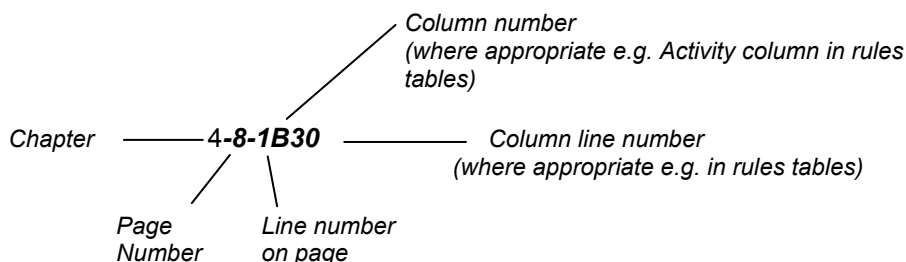 Column number
(where appropriate e.g. Activity column in rules
tables)
Chapter
4-8-1B30
Column line number
(where appropriate e.g. in rules tables)
Page
Number
Line number
on page